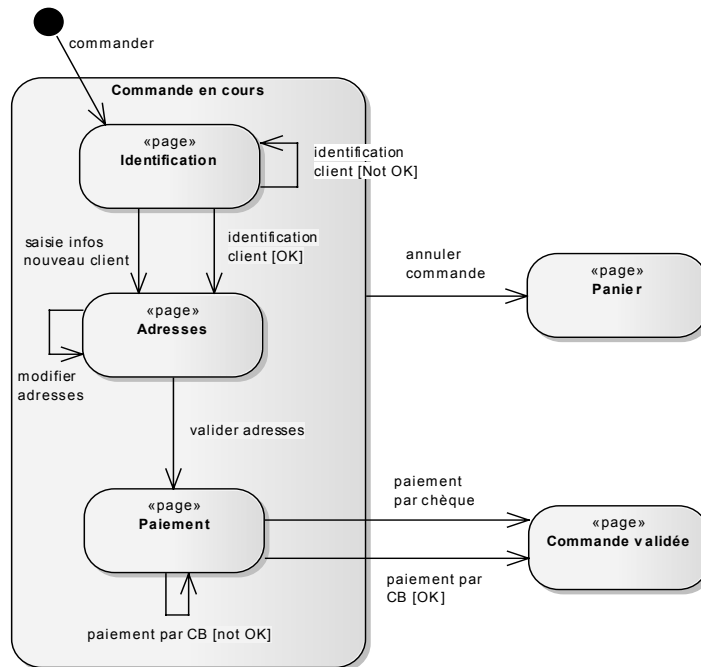 commander
Commande en cours
«page»
Identification
identification
client [Not OK]
saisie infos
nouveau client
identification
client [OK]
annuler
commande
«page»
Panier
«page»
Adresses
modifier
adresses
valider adresses
«page»
Paiement
paiement
par chèque
«page»
Commande validée
paiement par
CB [OK]
paiement par CB [not OK]